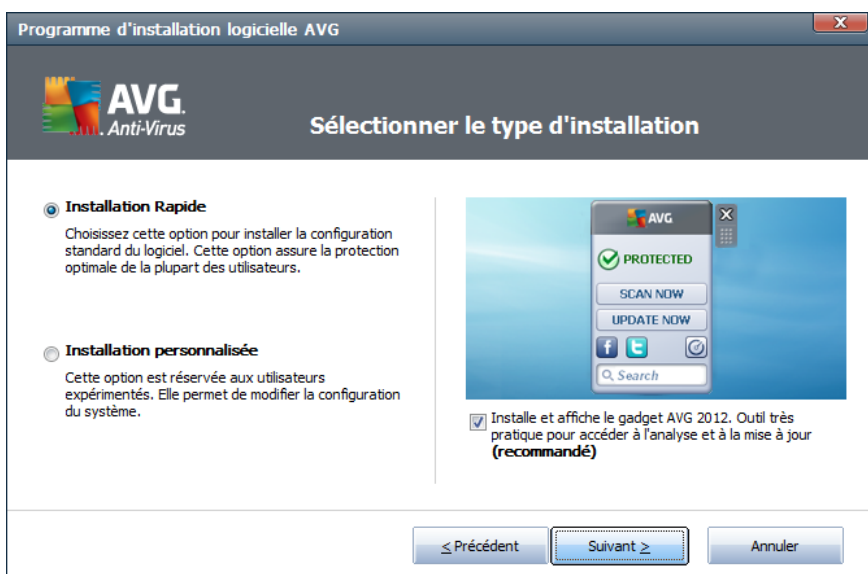 Programme d'installation logicielle AVG
X
AVG.
Anti-Virus
Sélectionner le type d'installation
Installation Rapide
Choisissez cette option pour installer la configuration
standard du logiciel. Cette option assure la protection
optimale de la plupart des utilisateurs.
Installation personnalisée
Cette option est réservée aux utilisateurs
expérimentés. Elle permet de modifier la configuration
du système.
AVG
X
PROTECTED
SCAN NOW
UPDATE NOW
f t
Search
Installe et affiche le gadget AVG 2012. Outil très
pratique pour accéder à l'analyse et à la mise à jour
(recommandé)
< Précédent
Suivant >
Annuler